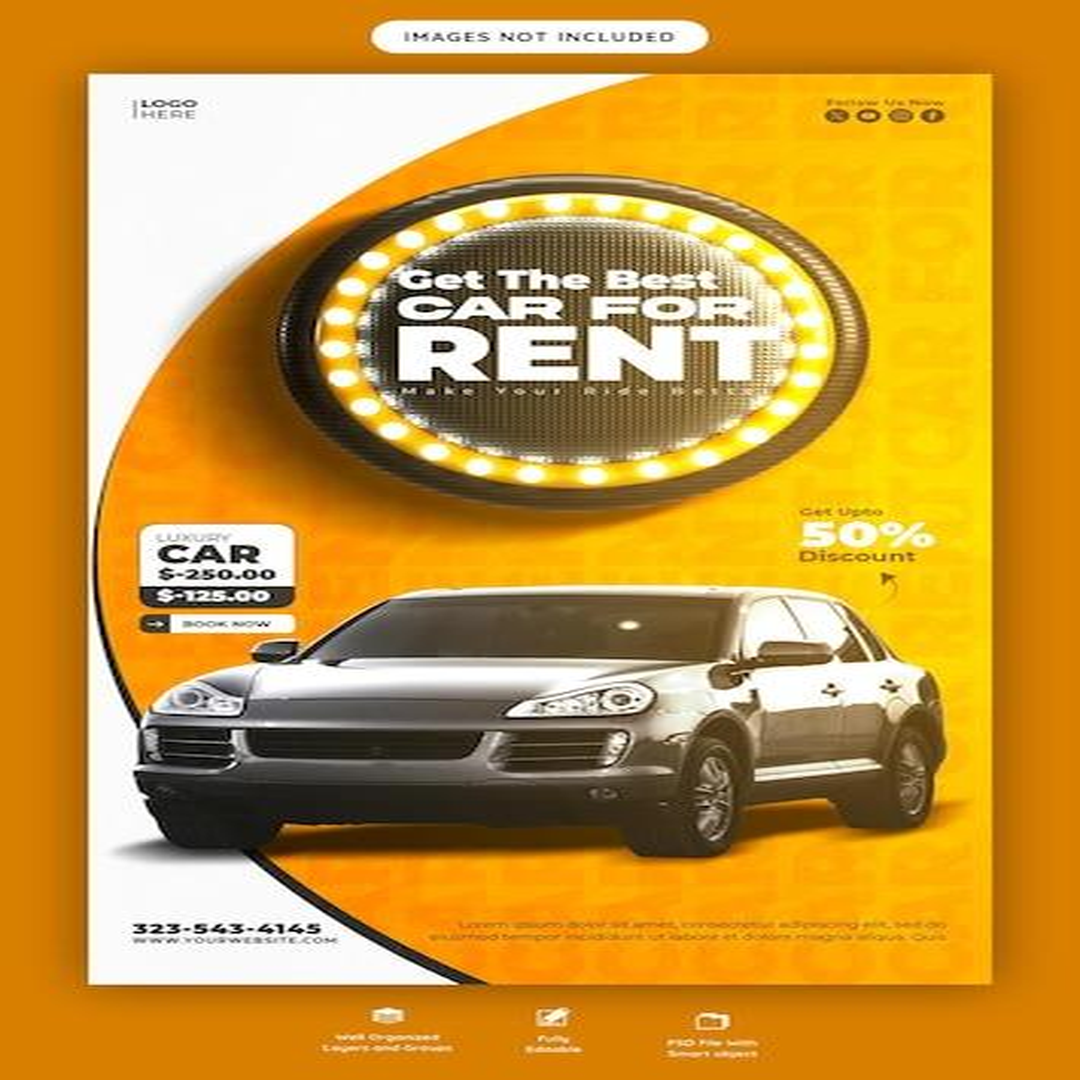 IMAGES NOT INCLUDED
LOGO
HERE
Follow Us Now
Get The Best
CAR FOR
RENT
Make Your Ride Better
Get Upto
50%
Discount
LUXURY
CAR
$-250.00
$-125.00
BOOK NOW
323-543-4145
WWW.YOURWEBSITE.COM
Lorem ipsum dolor sit amet, consectetur adipiscing elit, sed do
eiusmod tempor incididunt labore et dolore magna aliqua. quis
Well Organized
Layers and Groups
Fully
Editable
PSD File With
Smart object